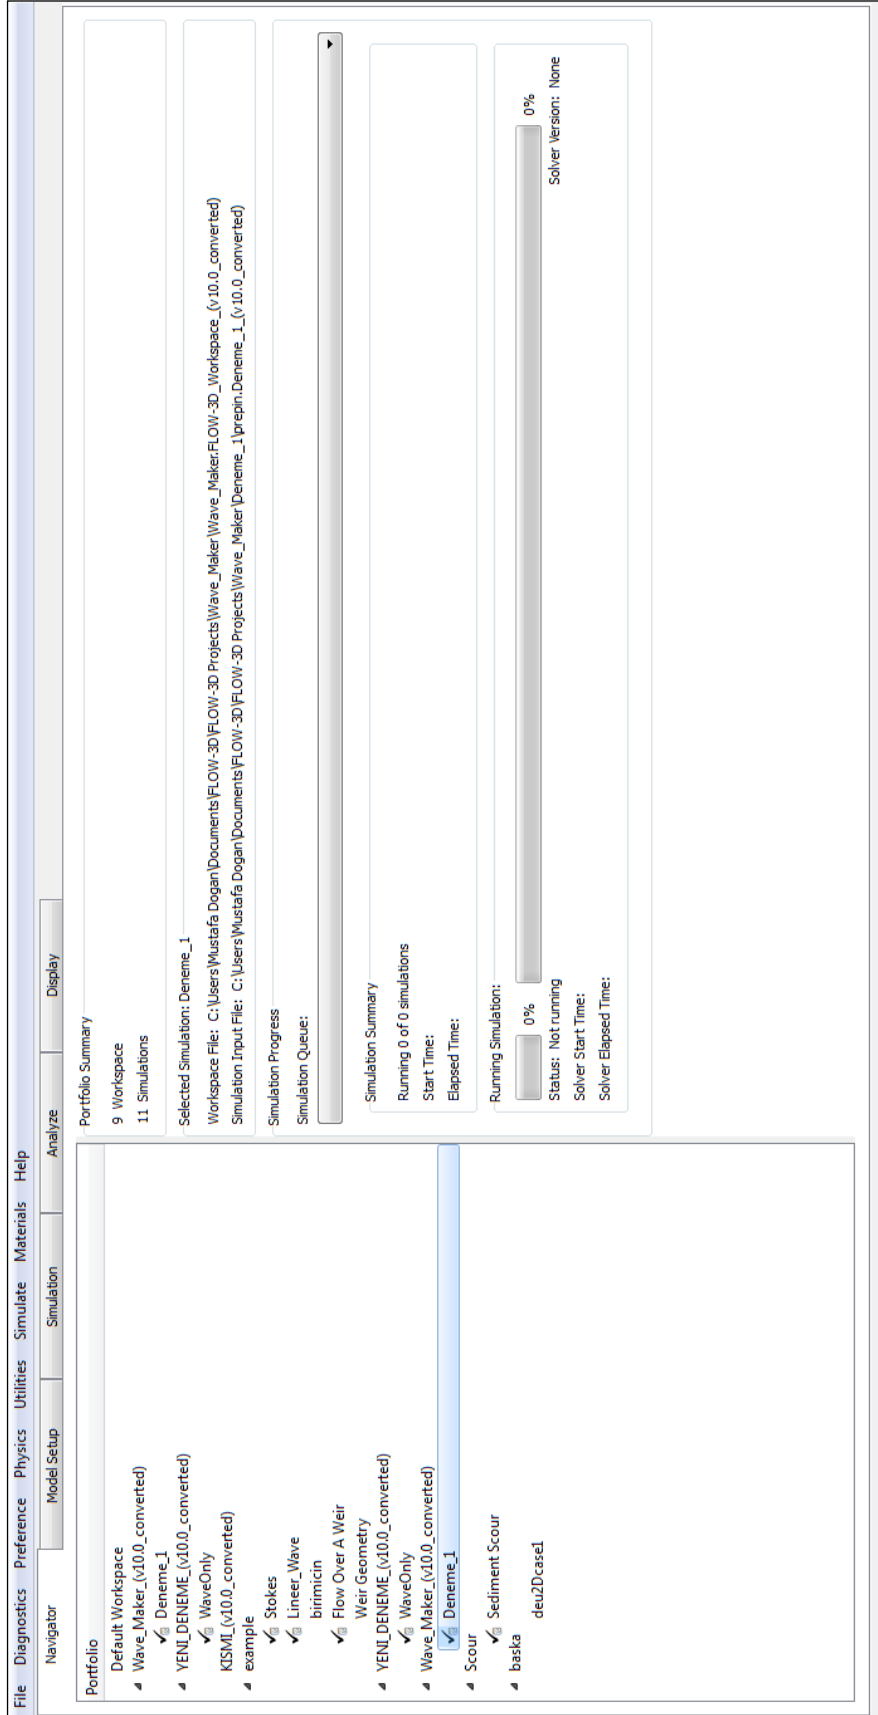 File Diagnostics Preference Physics Utilities Simulate Materials Help
Navigator Model Setup Simulation Analyze Display
Portfolio
Default Workspace
Wave_Maker_(v10.0_converted)
Deneme_1
YENI_DENEME_(v10.0_converted)
WaveOnly
KISMI_(v10.0_converted)
example
Stokes
Lineer_Wave
birimicin
Flow Over A Weir
Weir Geometry
YENI_DENEME_(v10.0_converted)
WaveOnly
Wave_Maker_(v10.0_converted)
Deneme_1
Scour
Sediment Scour
baska
deu2Dcase1
Portfolio Summary
9 Workspace
11 Simulations
Selected Simulation: Deneme_1
Workspace File: C:\Users\Mustafa Dogan\Documents\FLOW-3D\FLOW-3D Projects\Wave_Maker\Wave_Maker.FLOW-3D_Workspace_(v10.0_converted)
Simulation Input File: C:\Users\Mustafa Dogan\Documents\FLOW-3D\FLOW-3D Projects\Wave_Maker\Deneme_1\prepin.Deneme_1_(v10.0_converted)
Simulation Progress
Simulation Queue:
Simulation Summary
Running 0 of 0 simulations
Start Time:
Elapsed Time:
Running Simulation:
0% 0%
Status: Not running Solver Version: None
Solver Start Time:
Solver Elapsed Time: